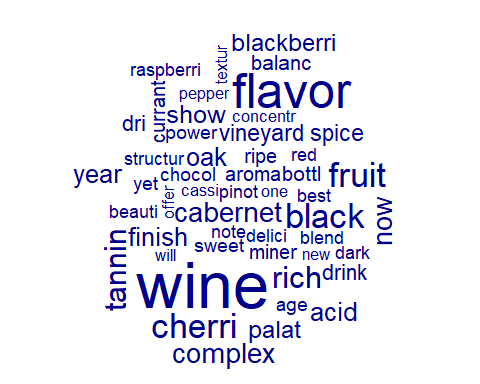 blackberri
textur
balanc
raspberri
flavor
pepper
currant
show
concentr
dri
power
vineyard
spice
structur
oak
ripe
red
year
chocol
aroma
bottl
fruit
yet
cassi
pinot
one
best
offer
beauti
cabernet
black
now
note
delici
blend
finish
sweet
miner
new
dark
will
tannin
wine
rich
drink
age
acid
cherri
palat
complex